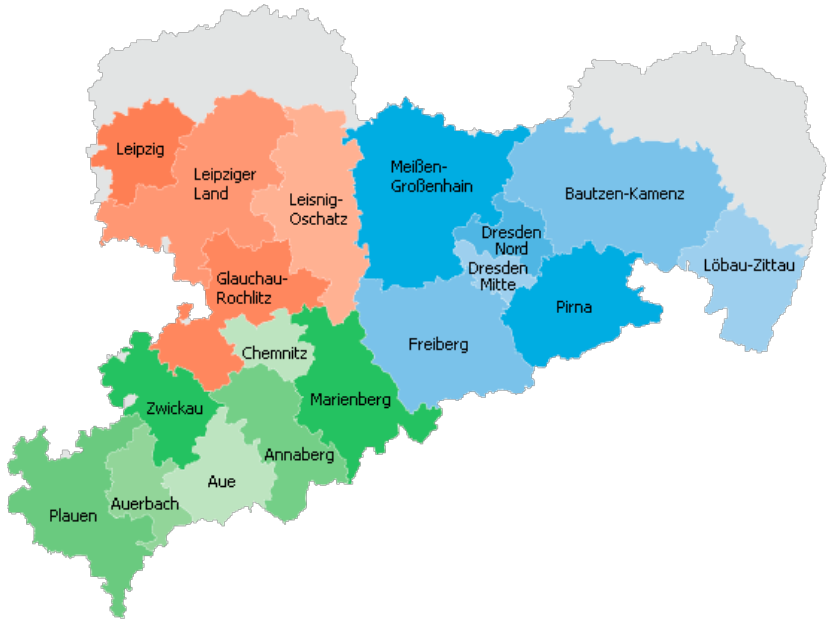 Leipzig
Leipziger
Land
Leisnig-
Oschatz
Meißen-
Großenhain
Bautzen-Kamenz
Dresden
Nord
Dresden
Mitte
Löbau-Zittau
Glauchau-
Rochlitz
Pirna
Chemnitz
Freiberg
Zwickau
Marienberg
Annaberg
Aue
Auerbach
Plauen